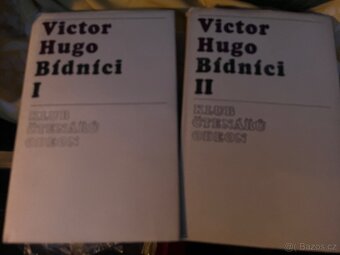 Victor
Hugo
Bídníci
I
KLUB
ČTENÁŘŮ
ODEON
Victor
Hugo
Bídníci
II
KLUB
ČTENÁŘŮ
ODEON
Bazos.cz